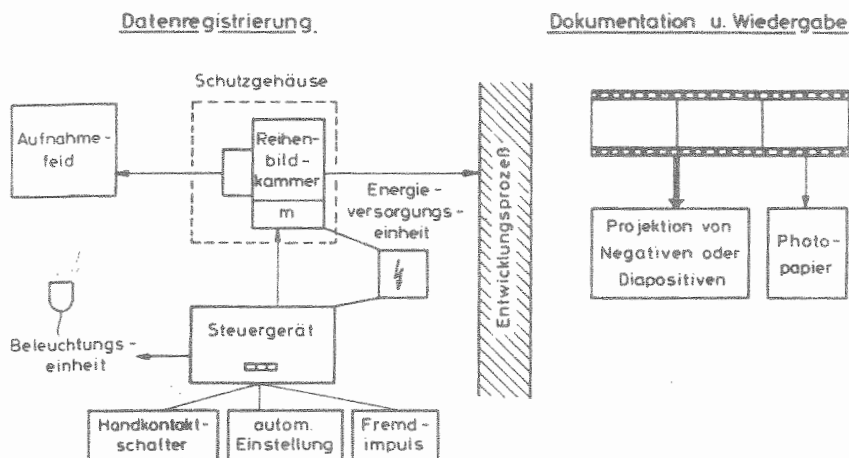 Datenregistrierung.
Dokumentation u. Wiedergabe
Schutzgehäuse
Aufnahme-
feld
Reihen-
bild-
kammer
m
Energie-
versorgungs-
einheit
Entwicklungsprozeß
Projektion von
Negativen oder
Diapositiven
Photo-
papier
Steuergerät
Beleuchtungs-
einheit
Handkontakt-
schalter
autom.
Einstellung
Fremd-
impuls